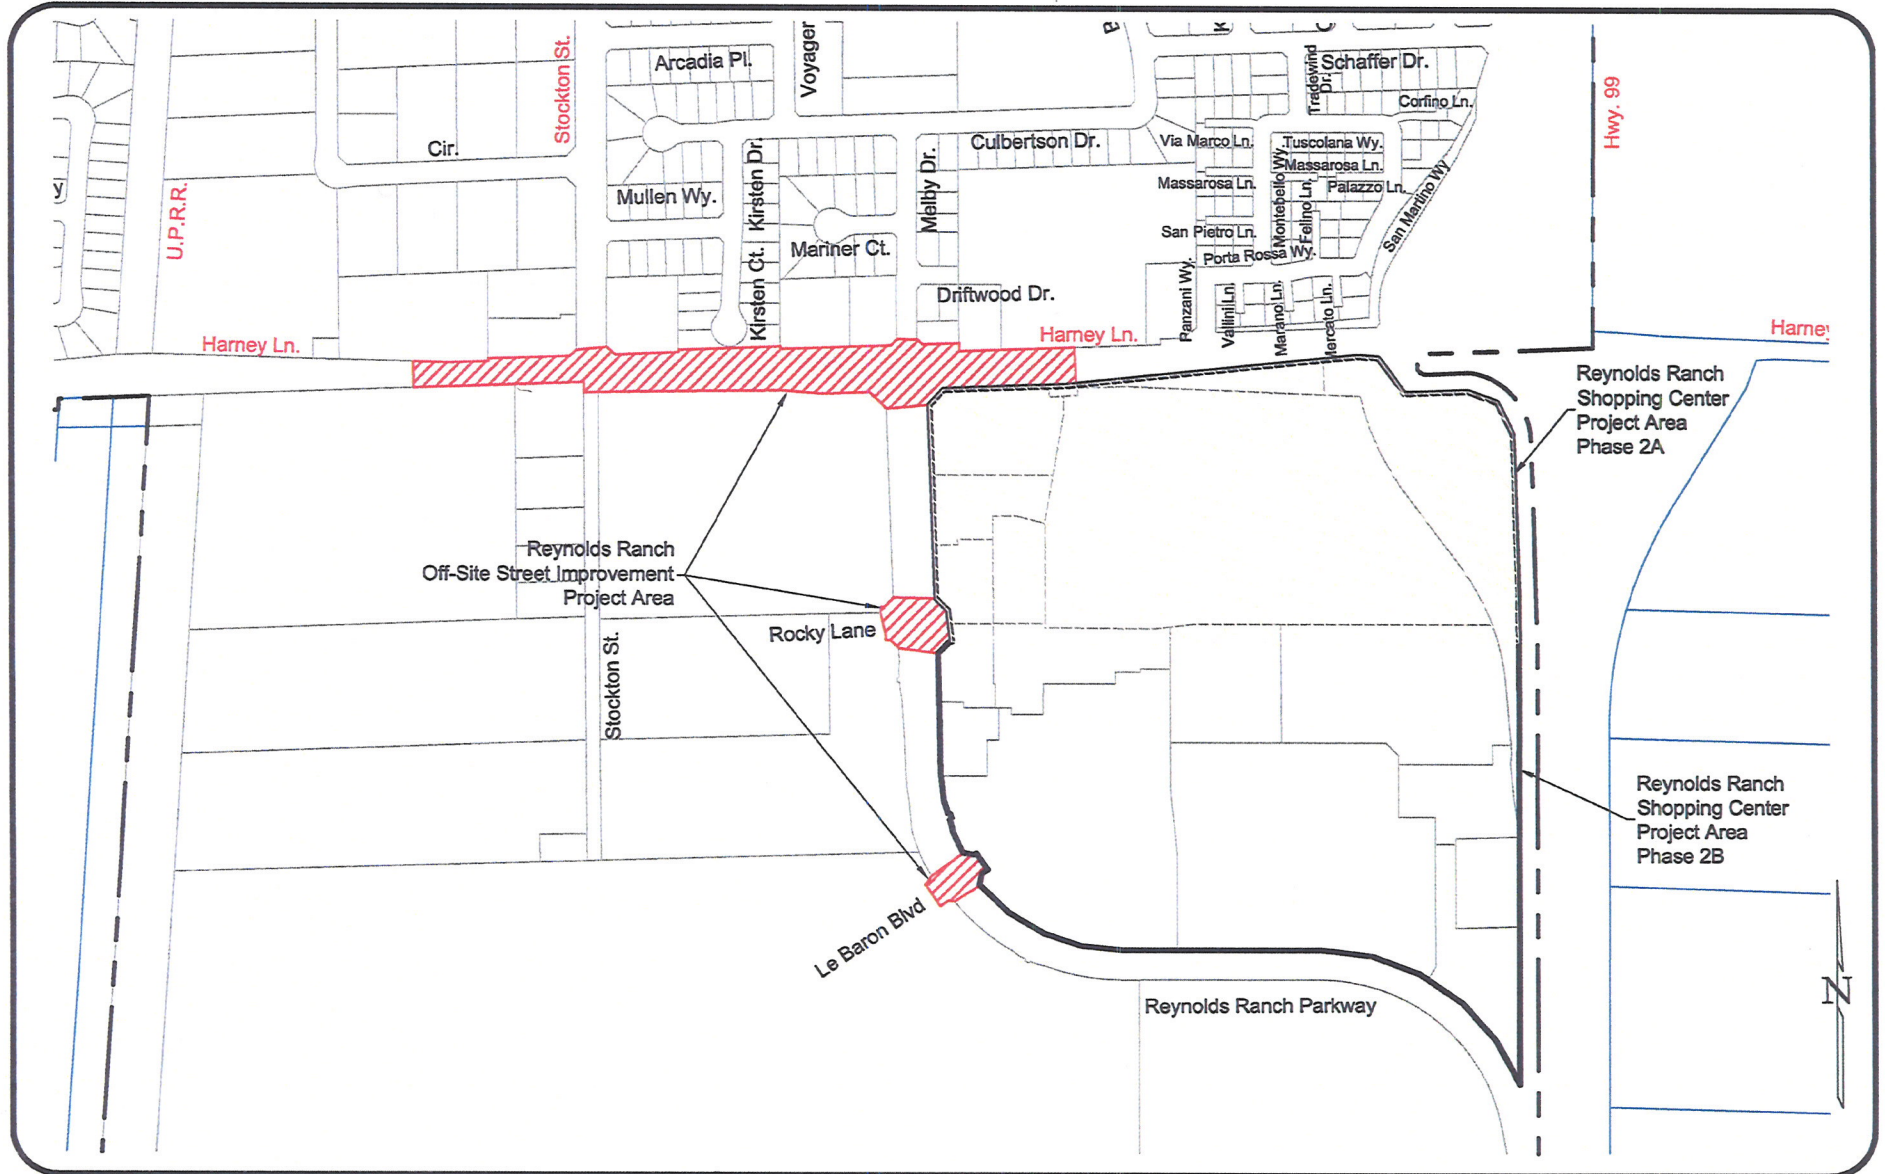 Arcadia Pl.
Voyager
Stockton St.
Schaffer Dr.
Tradewind
Dr.
Corfino Ln.
Hwy. 99
Cir.
Culbertson Dr.
Via Marco Ln.
Tuscolana Wy.
Massarosa Ln.
Massarosa Ln.
Palazzo Ln.
Montebello Wy.
Felino Ln.
San Martino Wy
U.P.R.R.
Mullen Wy.
Kirsten Dr.
Kirsten Dr.
Melby Dr.
Mariner Ct.
San Pietro Ln.
Porta Rossa Wy.
Kirsten Ct.
Driftwood Dr.
Panzani Wy.
Vallini Ln.
Marano Ln.
Mercato Ln.
Harney Ln.
Harney Ln.
Harney
Reynolds Ranch
Shopping Center
Project Area
Phase 2A
Reynolds Ranch
Off-Site Street Improvement
Project Area
Rocky Lane
Stockton St.
Reynolds Ranch
Shopping Center
Project Area
Phase 2B
Le Baron Blvd
Reynolds Ranch Parkway
N